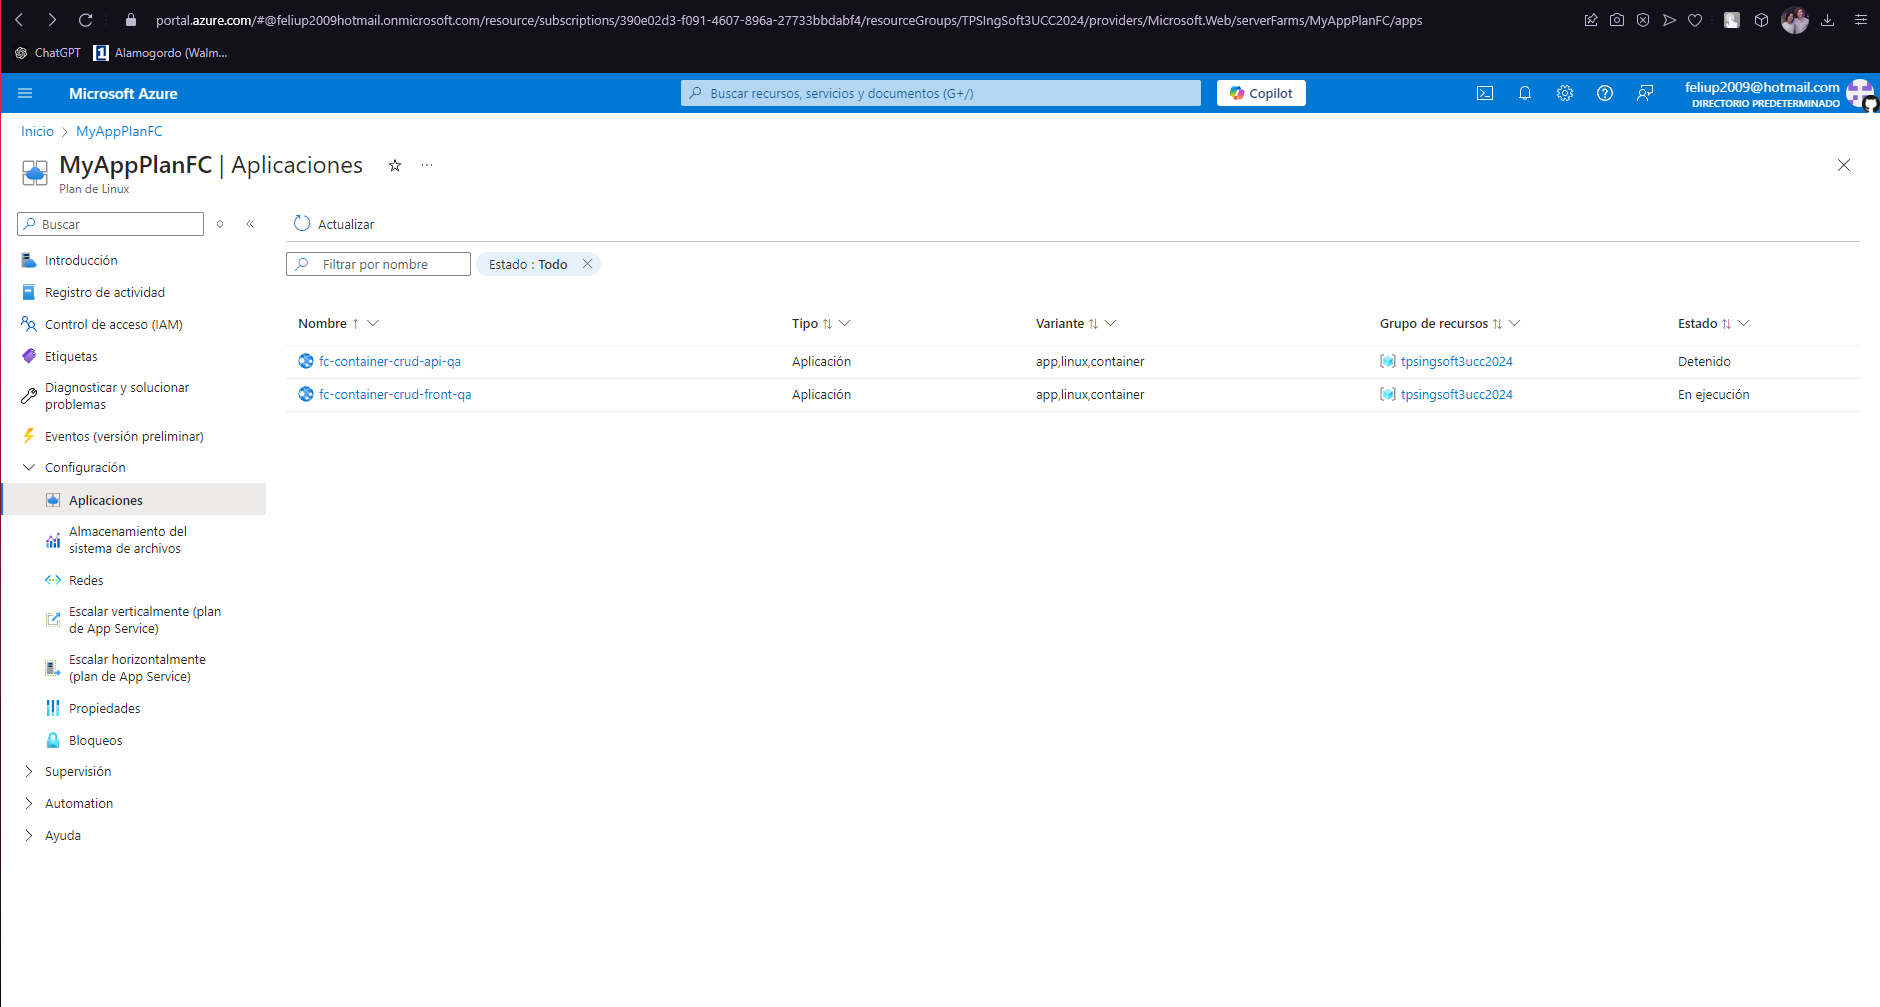 portal.azure.com/#@feliup2009hotmail.onmicrosoft.com/resource/subscriptions/390e02d3-f091-4607-896a-27733bbdabf4/resourceGroups/TPSIngSoft3UCC2024/providers/Microsoft.Web/serverFarms/MyAppPlanFC/apps
ChatGPT
Alamogordo (Walm...
Microsoft Azure
Buscar recursos, servicios y documentos (G+/)
Copilot
feliup2009@hotmail.com
DIRECTORIO PREDETERMINADO
Inicio > MyAppPlanFC
MyAppPlanFC | Aplicaciones
Plan de Linux
Buscar
Actualizar
Filtrar por nombre
Estado : Todo
Introducción
Registro de actividad
Control de acceso (IAM)
Etiquetas
Diagnosticar y solucionar
problemas
Eventos (versión preliminar)
Configuración
Aplicaciones
Almacenamiento del
sistema de archivos
Redes
Escalar verticalmente (plan
de App Service)
Escalar horizontalmente
(plan de App Service)
Propiedades
Bloqueos
Supervisión
Automation
Ayuda
Nombre Tipo Variante Grupo de recursos Estado
fc-container-crud-api-qa Aplicación app,linux,container tpsingsoft3ucc2024 Detenido
fc-container-crud-front-qa Aplicación app,linux,container tpsingsoft3ucc2024 En ejecución